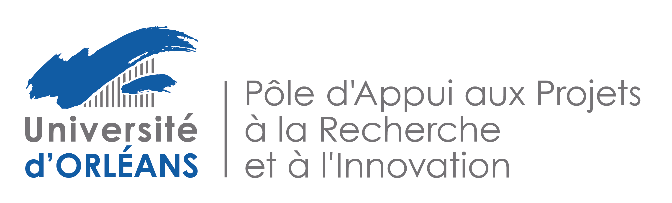 Université
d'ORLÉANS
Pôle d'Appui aux Projets
à la Recherche
et à l'Innovation